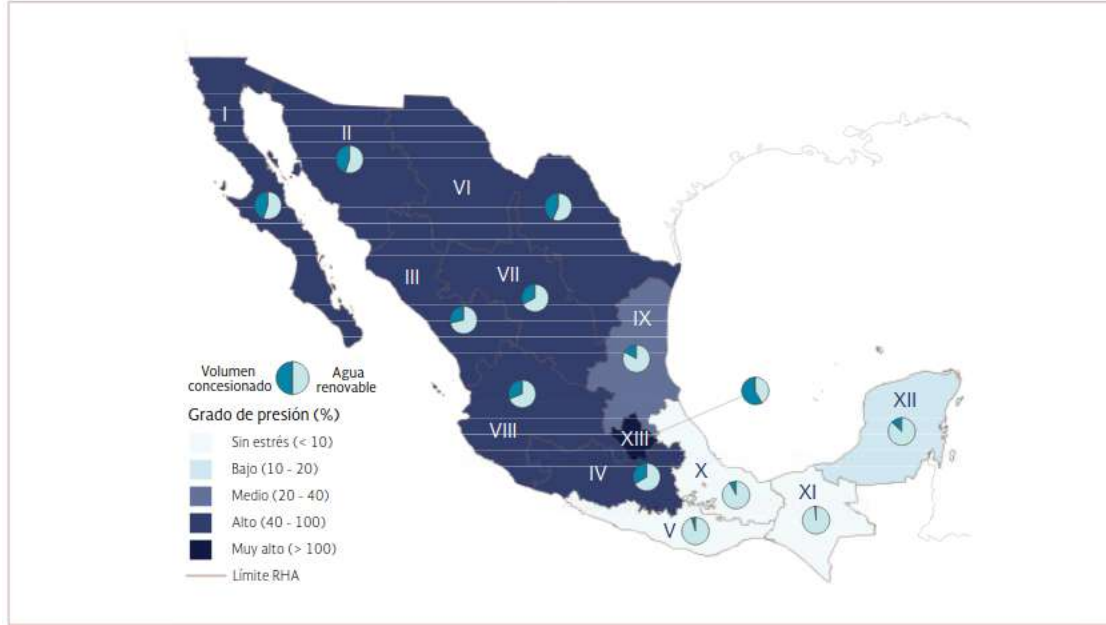 I
II
VI
III
VII
IX
Volumen concesionado
Agua renovable
Grado de presión (%)
Sin estrés (< 10)
Bajo (10 - 20)
Medio (20 - 40)
Alto (40 - 100)
Muy alto (> 100)
Límite RHA
VIII
XIII
IV
X
V
XI
XII